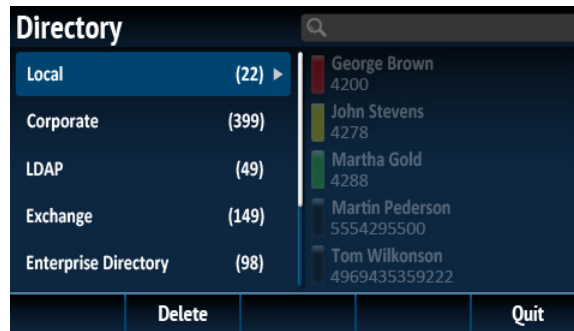 Directory
Local (22)
Corporate (399)
LDAP (49)
Exchange (149)
Enterprise Directory (98)
George Brown
4200
John Stevens
4278
Martha Gold
4288
Martin Pederson
5554295500
Tom Wilkonson
4969435359222
Delete
Quit